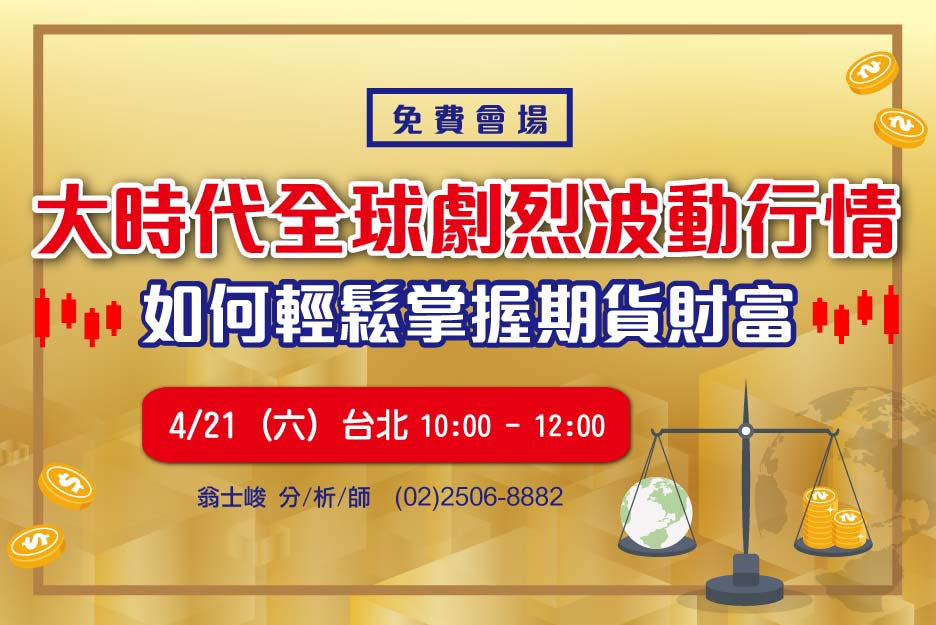 免費會場
大時代全球劇烈波動行情
如何輕鬆掌握期貨財富
4/21（六）台北 10:00 - 12:00
翁士峻 分/析/師 (02)2506-8882